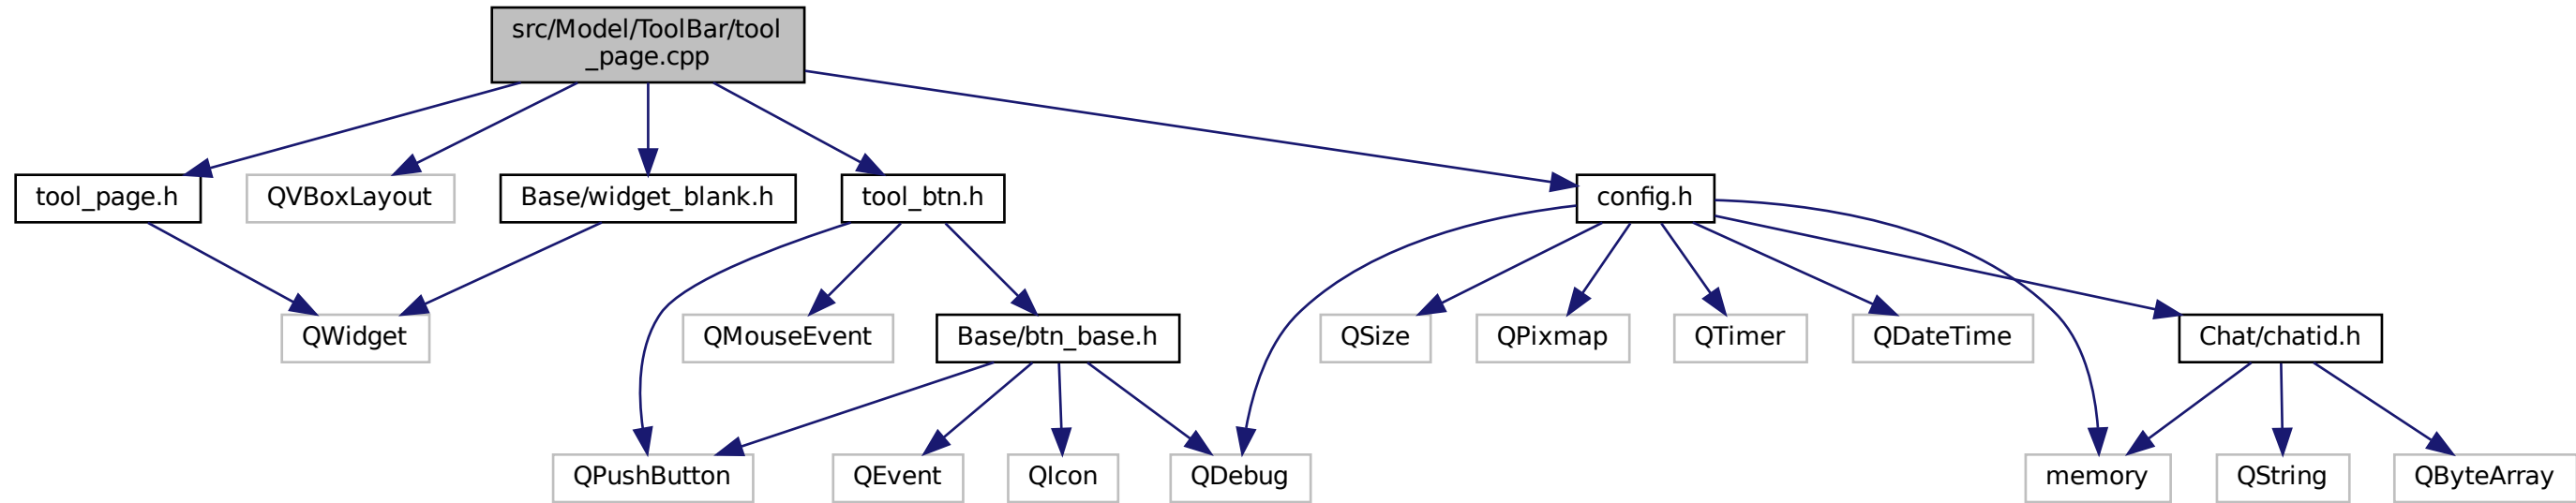 src/Model/ToolBar/tool
_page.cpp
tool_page.h
QVBoxLayout
Base/widget_blank.h
tool_btn.h
config.h
QWidget
QMouseEvent
Base/btn_base.h
QSize
QPixmap
QTimer
QDateTime
Chat/chatid.h
QPushButton
QEvent
QIcon
QDebug
memory
QString
QByteArray